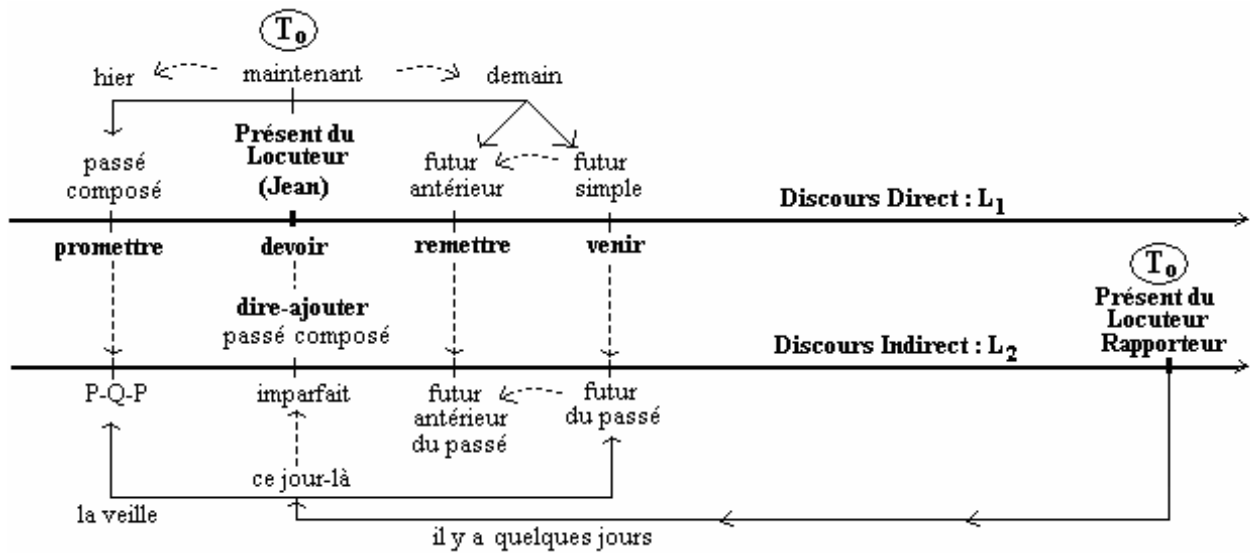 T₀
hier maintenant demain
Présent du
Locuteur
(Jean)
passé
composé
futur
antérieur
futur
simple
Discours Direct : L₁
promettre devoir remettre venir
T₀
Présent du
Locuteur
Rapporteur
dire-ajouter
passé composé
Discours Indirect : L₂
P-Q-P imparfait
futur
antérieur
du passé
futur
du passé
ce jour-là
la veille
il y a quelques jours